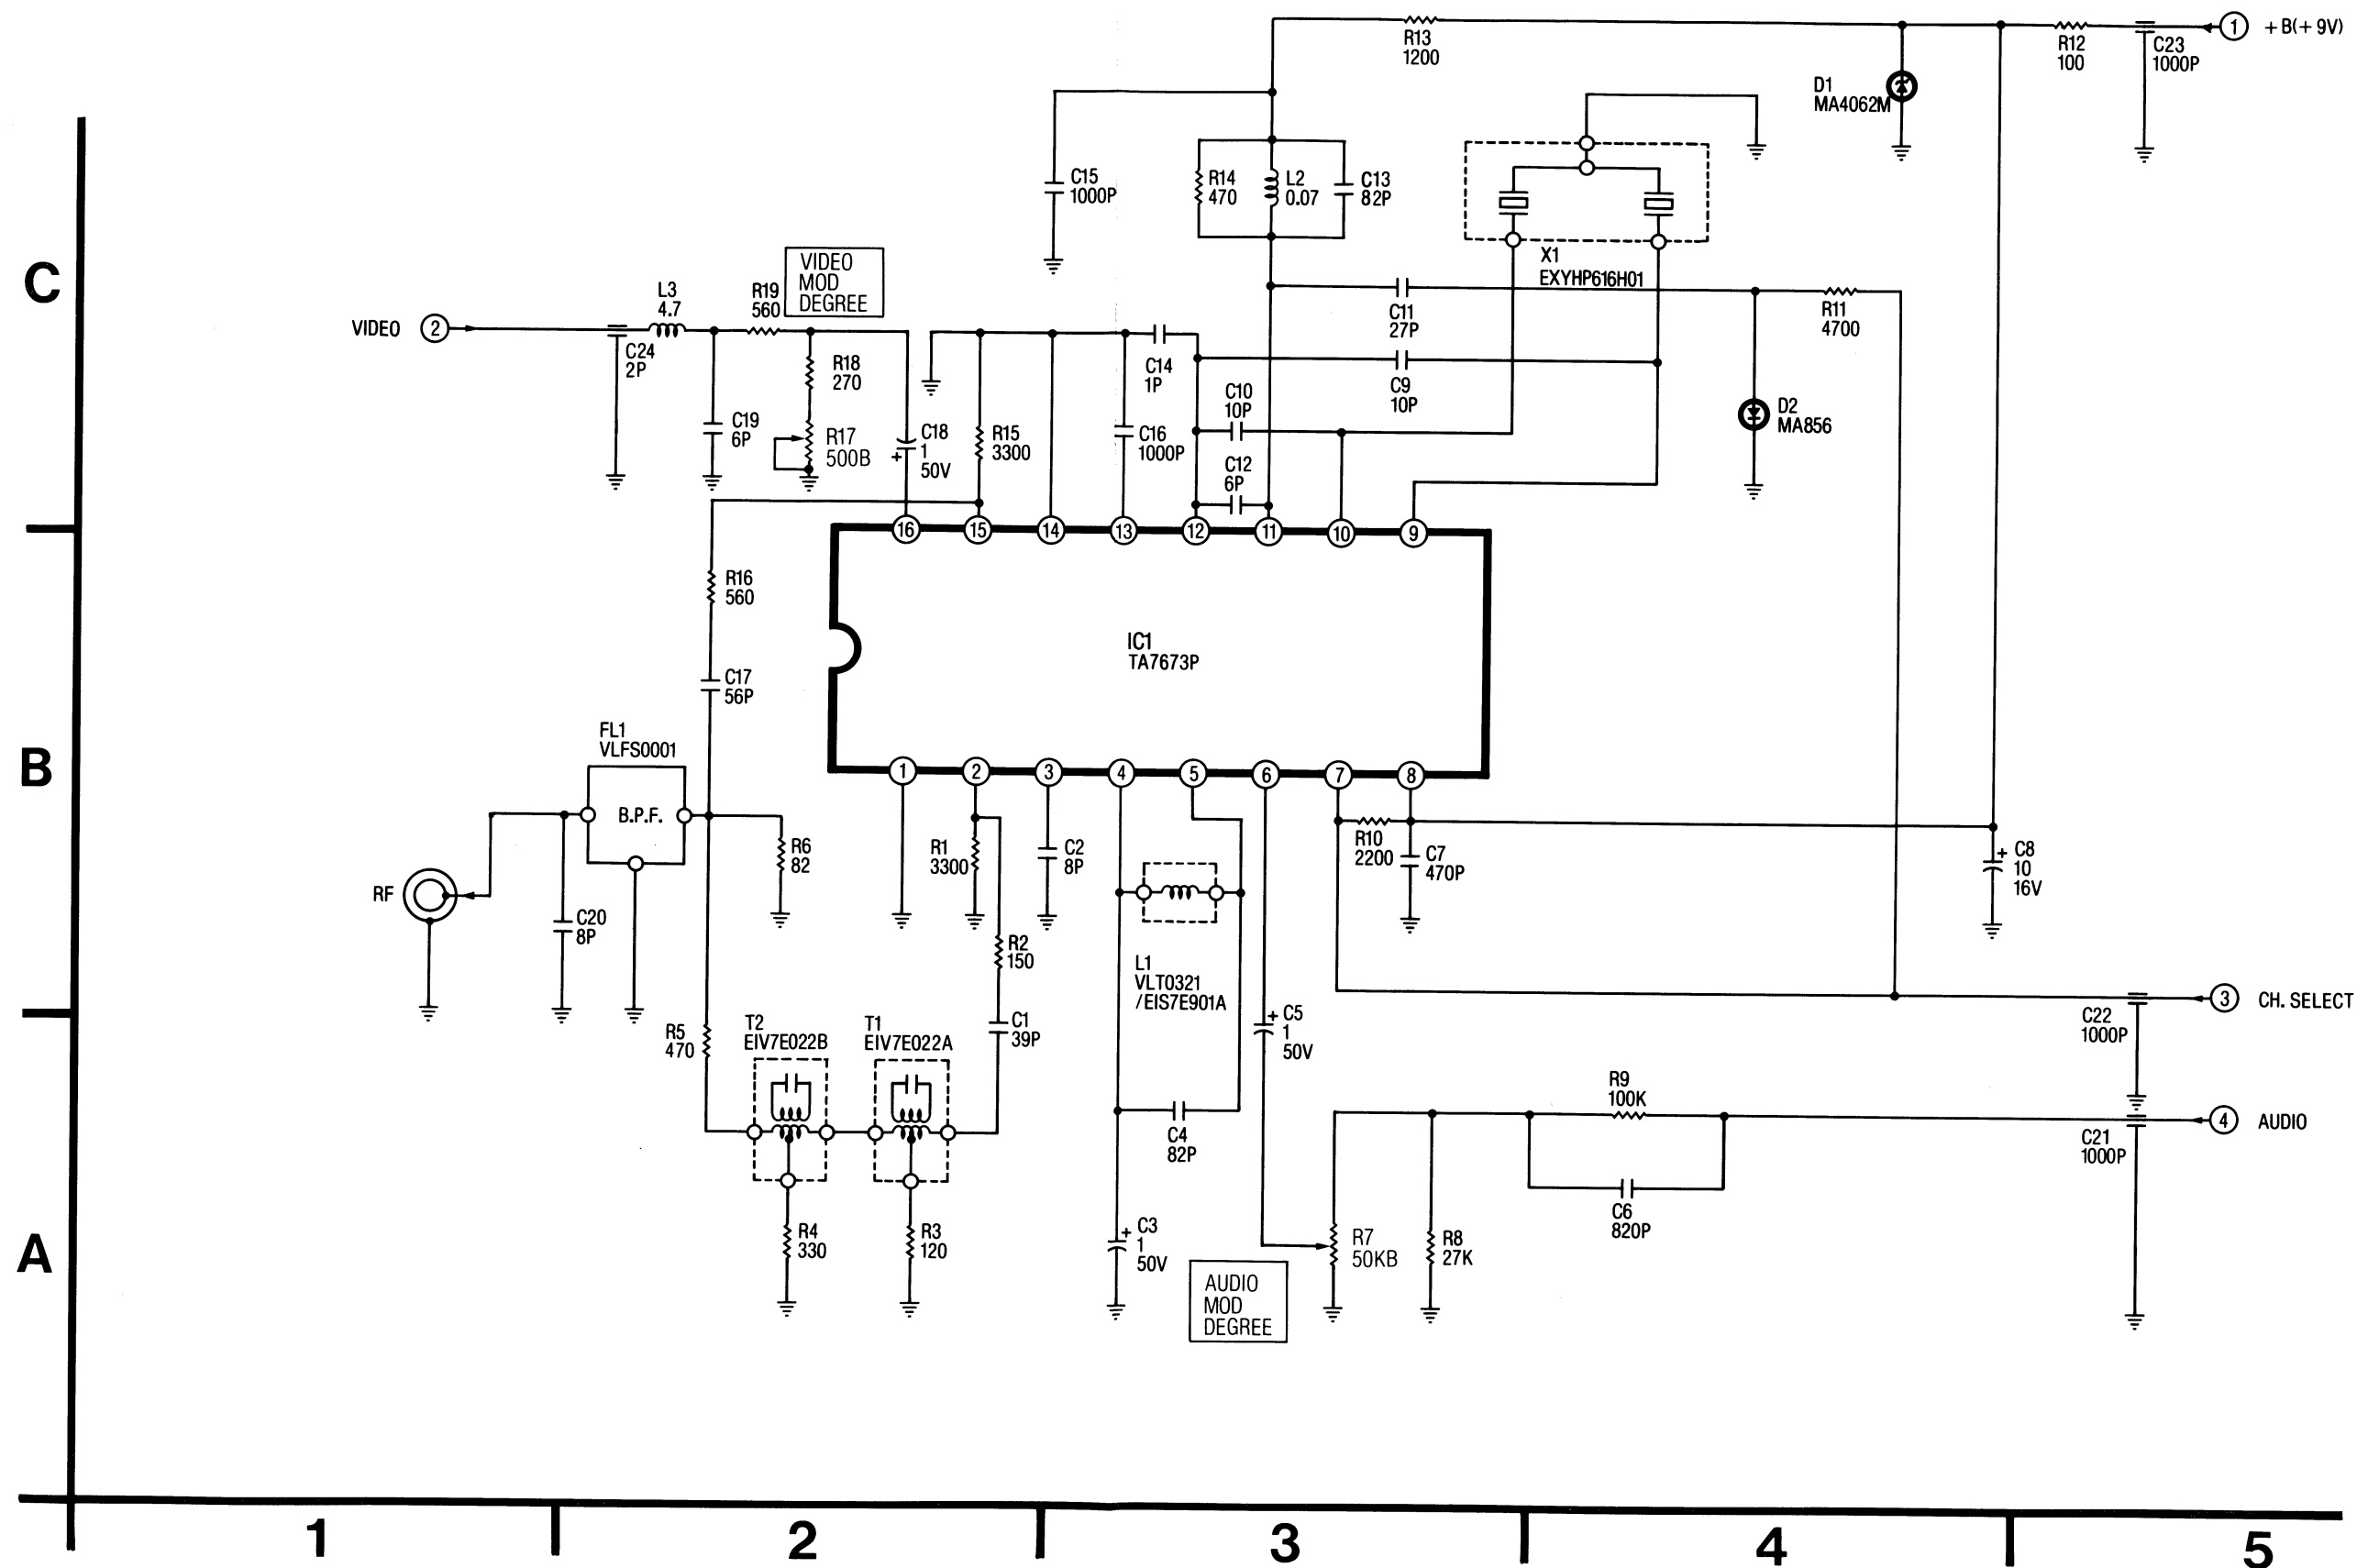 R13
1200
R12
100
C23
1000P
1
+B(+9V)
D1
MA4062M
C15
1000P
R14
470
L2
0.07
C13
82P
X1
EXYHP616H01
C
VIDEO
MOD
DEGREE
L3
4.7
R19
560
VIDEO
2
C24
2P
R18
270
C19
6P
R17
500B
C18
+
1
50V
R15
3300
C16
1000P
C14
1P
C11
27P
C9
10P
C10
10P
C12
6P
R11
4700
D2
MA856
16
15
14
13
12
11
10
9
R16
560
IC1
TA7673P
C17
56P
B
FL1
VLFS0001
B.P.F.
1
2
3
4
5
6
7
8
R6
82
R1
3300
C2
8P
R10
2200
C7
470P
+
C8
10
16V
RF
C20
8P
R2
150
L1
VLT0321
/EIS7E901A
3
CH. SELECT
C22
1000P
R5
470
T2
EIV7E022B
T1
EIV7E022A
C1
39P
+
C5
1
50V
R9
100K
C4
82P
4
AUDIO
C21
1000P
C6
820P
A
R4
330
R3
120
+
C3
1
50V
R7
50KB
R8
27K
AUDIO
MOD
DEGREE
1
2
3
4
5